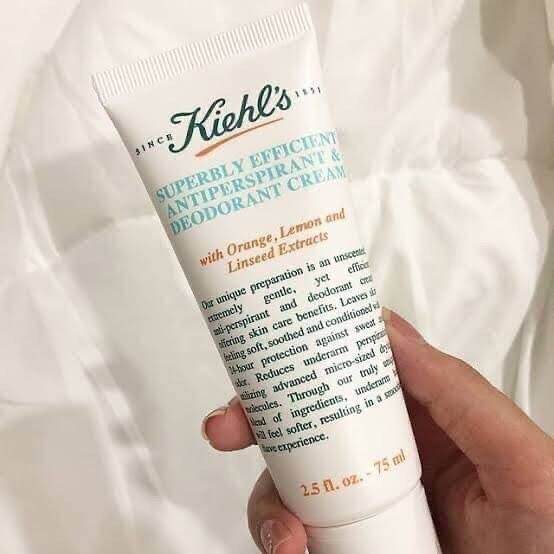 SINCE Kiehl's 1851
SUPERBLY EFFICIENT
ANTIPERSPIRANT &
DEODORANT CREAM
with Orange, Lemon and
Linseed Extracts
Our unique preparation is an unscented
extremely gentle, yet
anti-perspirant and deodorant
offering skin care benefits. Leaves
feeling soft, soothed and conditioned
24-hour protection against sweat
Reduces underarm
utilizing advanced micro-sized
molecules. Through our truly
blend of ingredients, underarm
will feel softer, resulting in a
shave experience.
2.5 fl. oz. - 75 ml